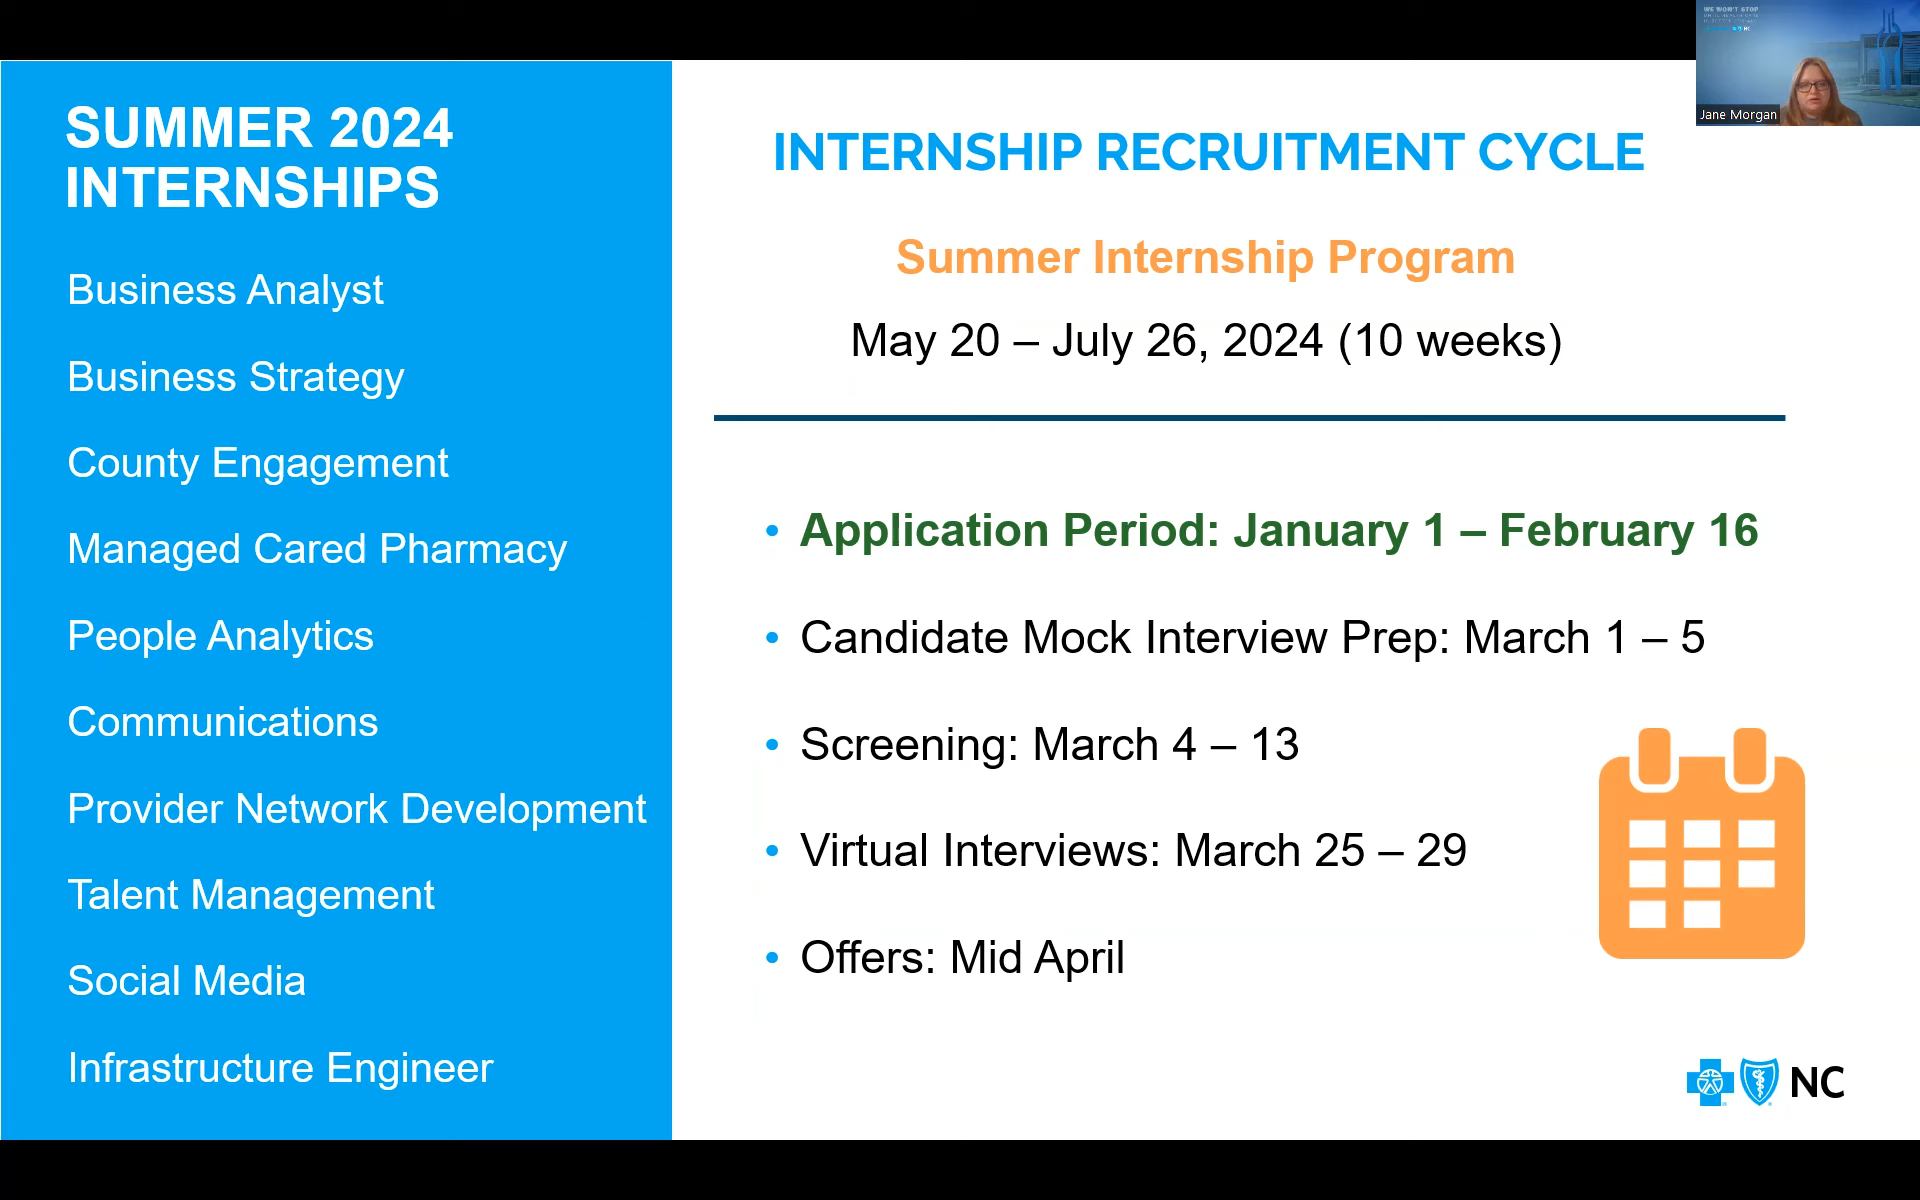 WE WON'T STOP
Jane Morgan
SUMMER 2024
INTERNSHIPS
Business Analyst
Business Strategy
County Engagement
Managed Cared Pharmacy
People Analytics
Communications
Provider Network Development
Talent Management
Social Media
Infrastructure Engineer
INTERNSHIP RECRUITMENT CYCLE
Summer Internship Program
May 20 – July 26, 2024 (10 weeks)
• Application Period: January 1 – February 16
• Candidate Mock Interview Prep: March 1 – 5
• Screening: March 4 – 13
• Virtual Interviews: March 25 – 29
• Offers: Mid April
NC